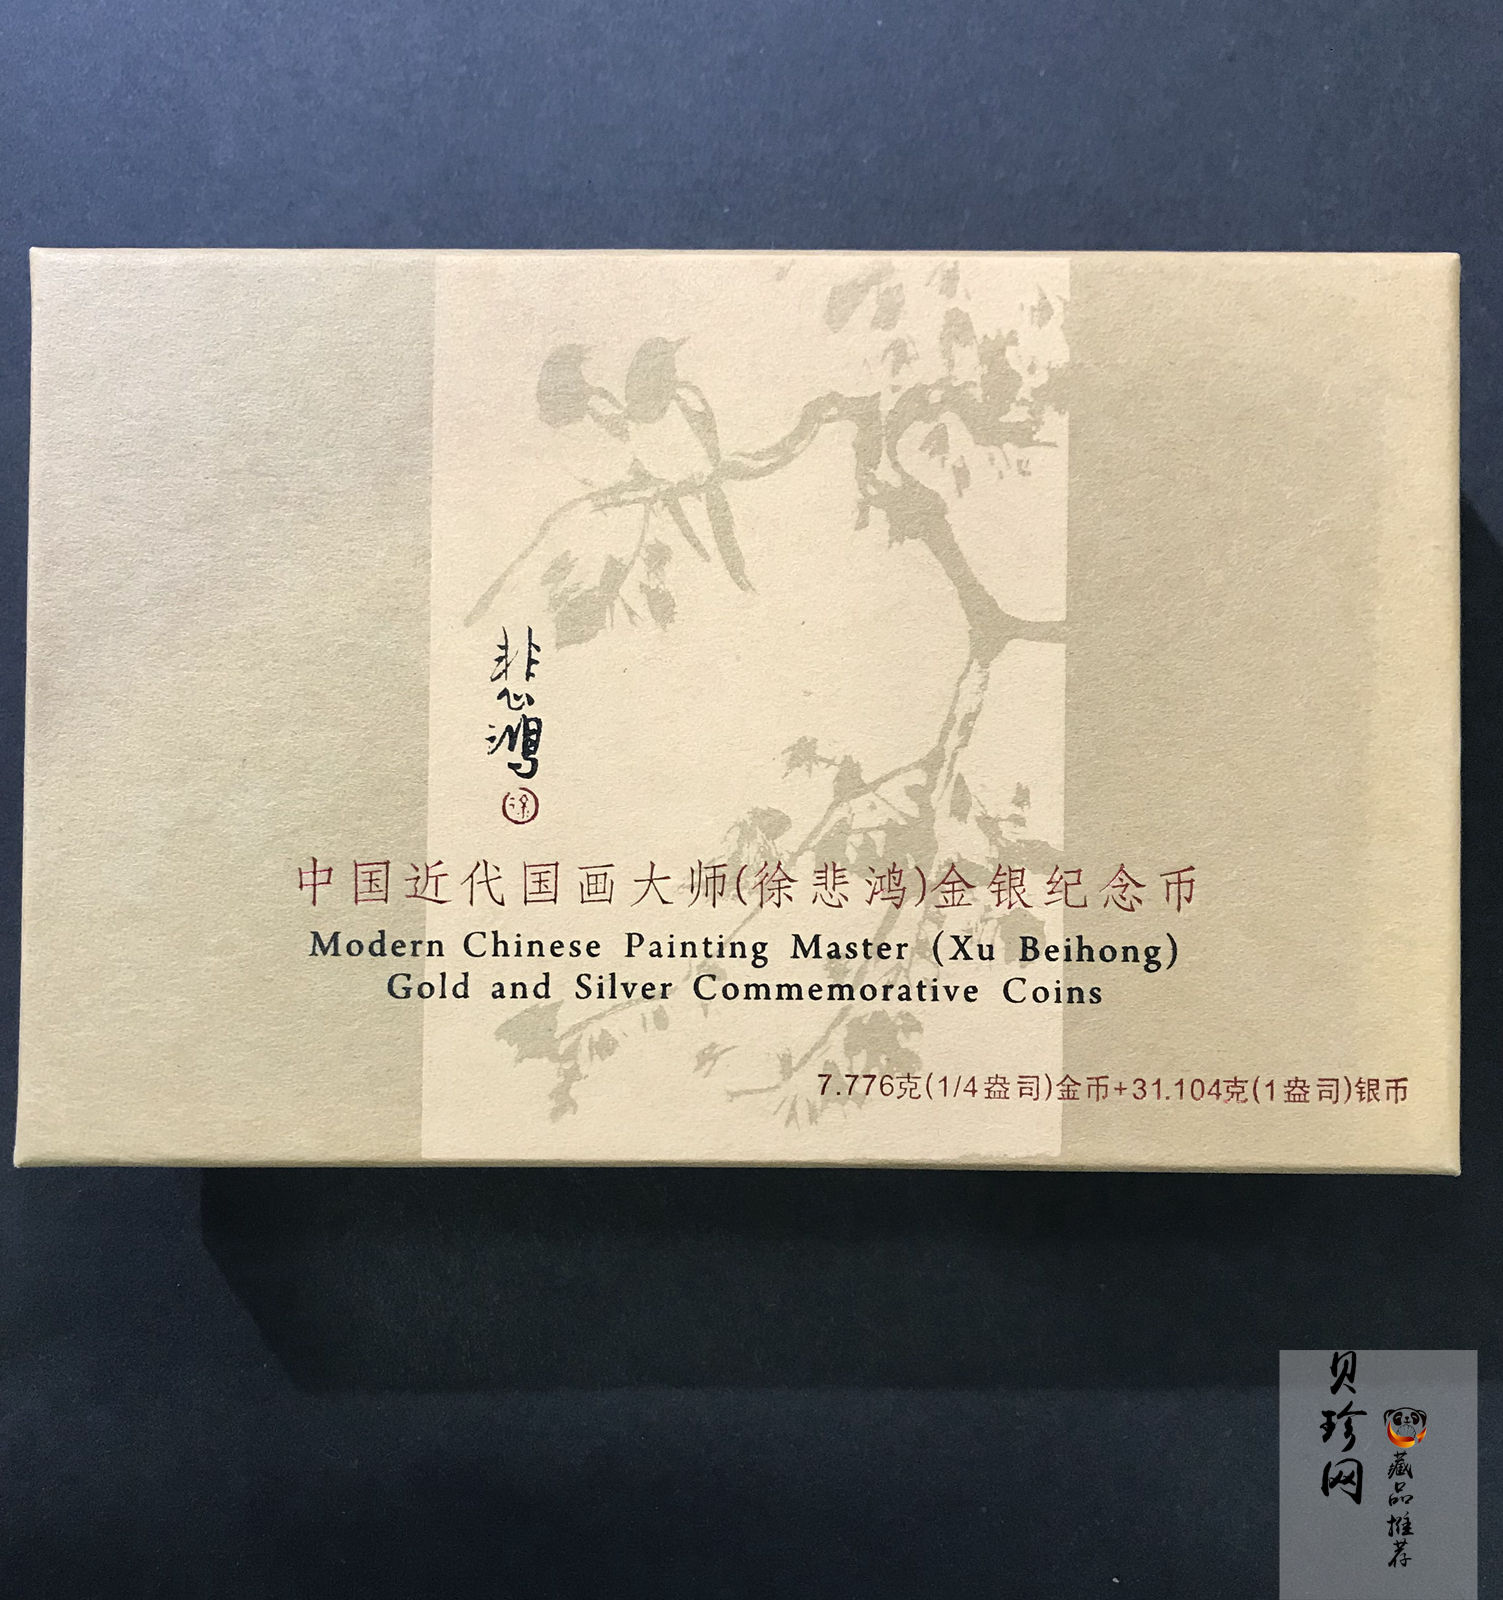 悲鸿
徐
中国近代国画大师(徐悲鸿)金银纪念币
Modern Chinese Painting Master (Xu Beihong)
Gold and Silver Commemorative Coins
7.776克(1/4盎司)金币+31.104克(1盎司)银币
贝珍网
藏品推荐